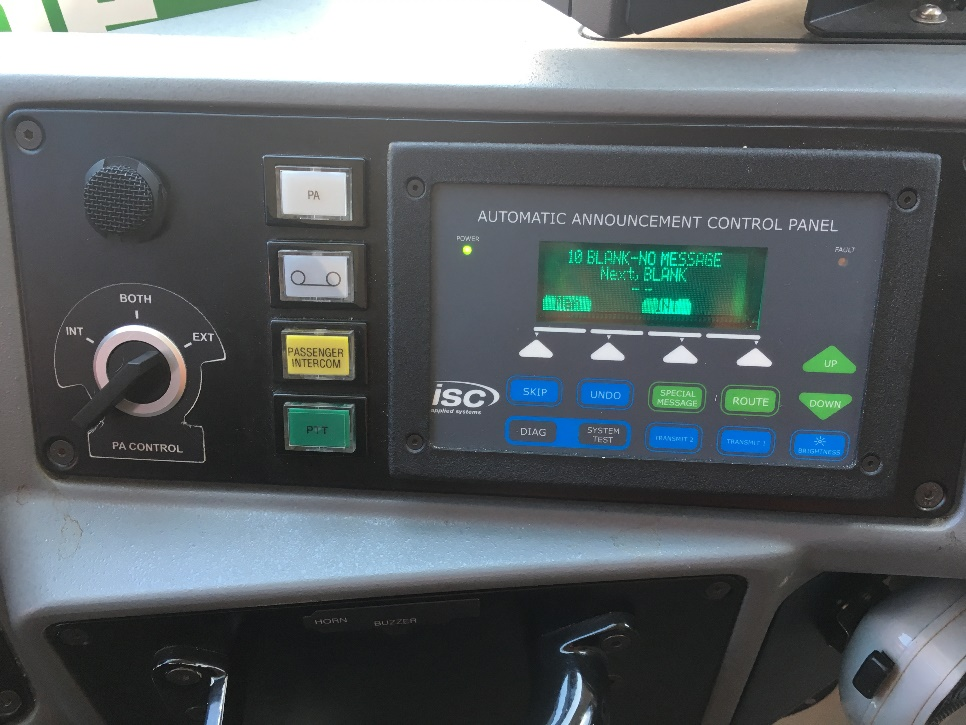 PA
BOTH
INT
EXT
PA CONTROL
PASSENGER
INTERCOM
AUTOMATIC ANNOUNCEMENT CONTROL PANEL
POWER
FAULT
10 BLANK-NO MESSAGE
Next, BLANK
UP
DOWN
isc
applied systems
SKIP
UNDO
SPECIAL
MESSAGE
ROUTE
DIAG
SYSTEM
TEST
TRANSMIT 2
TRANSMIT 1
BRIGHTNESS
HORN
BUZZER